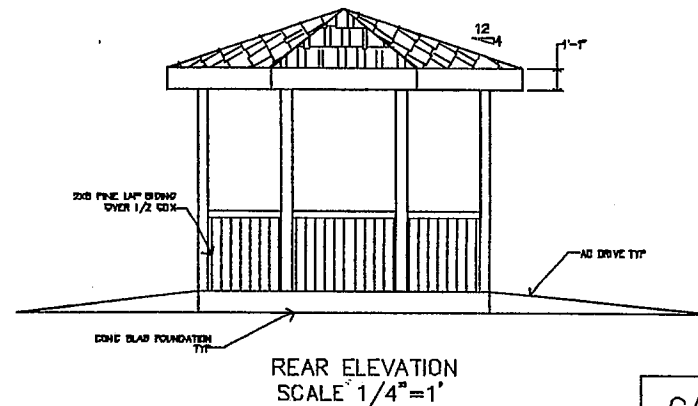 12
4
1'-1"
2X8 PINE LAP SIDING
OVER 1/2 CDX
AC DRIVE TYP
CONC SLAB FOUNDATION
TYP
REAR ELEVATION
SCALE 1/4"=1'